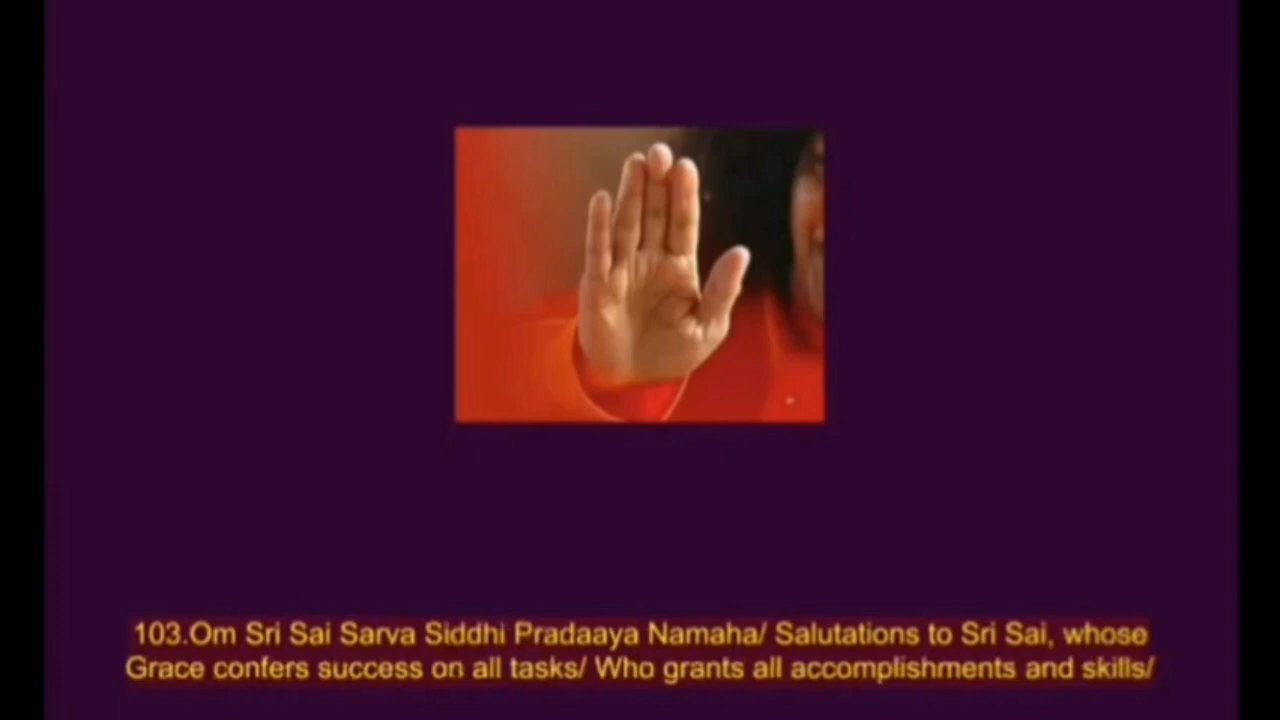 103.Om Sri Sai Sarva Siddhi Pradaaya Namaha/ Salutations to Sri Sai, whose
Grace confers success on all tasks/ Who grants all accomplishments and skills/